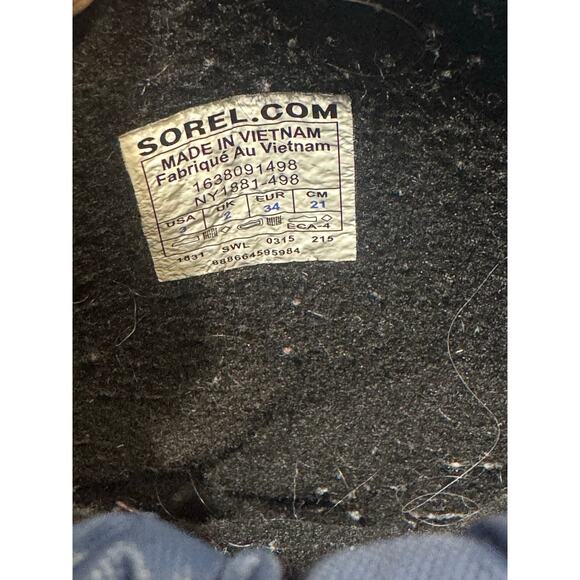 SOREL.COM
MADE IN VIETNAM
Fabriqué Au Vietnam
1638091498
NY1881-498
USA UK EUR CM
3 2 34 21
ECA-4
1831 SWL 0315 215
888664595984